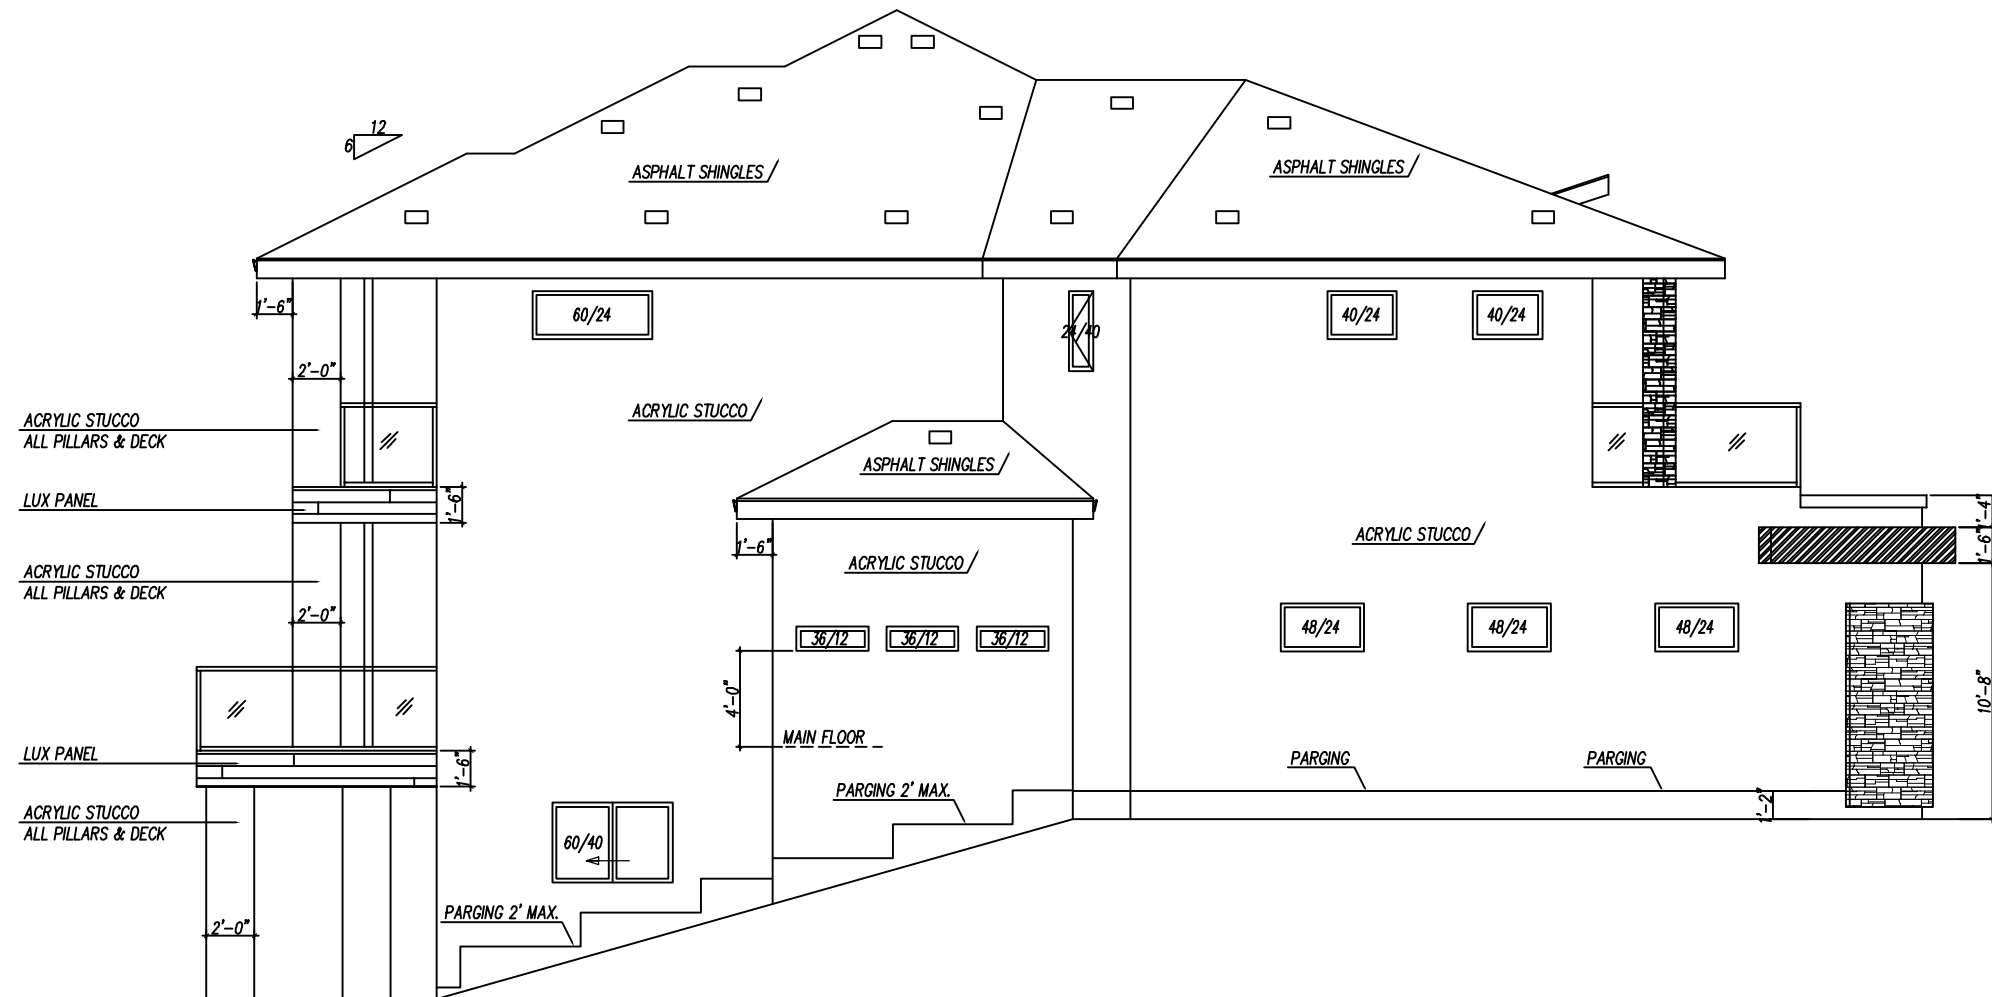 12
6
ASPHALT SHINGLES
ASPHALT SHINGLES
1'-6"
60/24
24/40
40/24
40/24
2'-0"
ACRYLIC STUCCO
ALL PILLARS & DECK
ACRYLIC STUCCO
ASPHALT SHINGLES
LUX PANEL
1'-6"
1'-4"
1'-6"
ACRYLIC STUCCO
1'-6"
ACRYLIC STUCCO
ACRYLIC STUCCO
ALL PILLARS & DECK
2'-0"
36/12
36/12
36/12
48/24
48/24
48/24
4'-0"
10'-8"
MAIN FLOOR
LUX PANEL
1'-6"
PARGING
PARGING
PARGING 2' MAX.
1'-2"
ACRYLIC STUCCO
ALL PILLARS & DECK
60/40
PARGING 2' MAX.
2'-0"